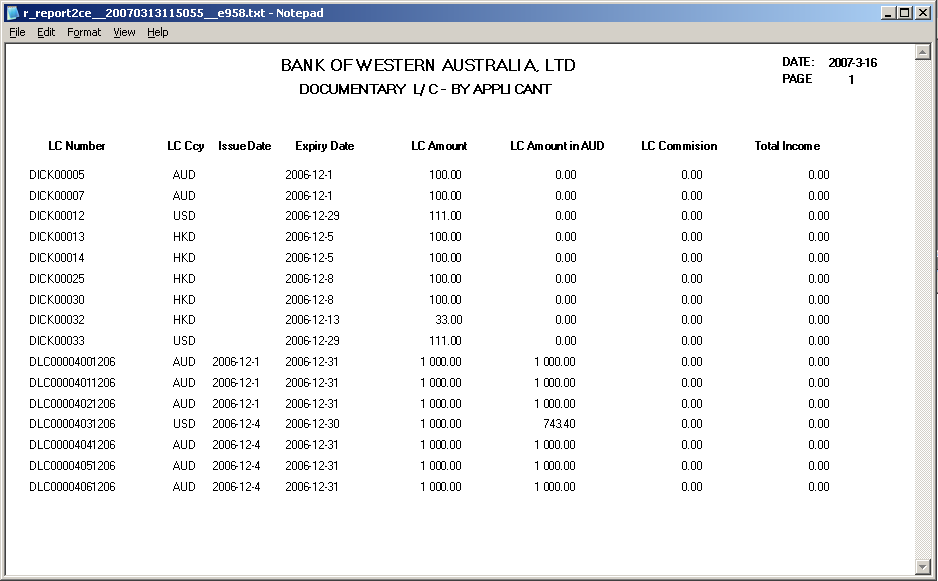 r_report2ce__20070313115055__e958.txt - Notepad
File Edit Format View Help
BANK OF WESTERN AUSTRALIA, LTD DATE: 2007-3-16
DOCUMENTARY L/C - BY APPLICANT PAGE 1
LC Number LC Ccy Issue Date Expiry Date LC Amount LC Amount in AUD LC Commision Total Income
DICK00005 AUD 2006-12-1 100.00 0.00 0.00 0.00
DICK00007 AUD 2006-12-1 100.00 0.00 0.00 0.00
DICK00012 USD 2006-12-29 111.00 0.00 0.00 0.00
DICK00013 HKD 2006-12-5 100.00 0.00 0.00 0.00
DICK00014 HKD 2006-12-5 100.00 0.00 0.00 0.00
DICK00025 HKD 2006-12-8 100.00 0.00 0.00 0.00
DICK00030 HKD 2006-12-8 100.00 0.00 0.00 0.00
DICK00032 HKD 2006-12-13 33.00 0.00 0.00 0.00
DICK00033 USD 2006-12-29 111.00 0.00 0.00 0.00
DLC00004001206 AUD 2006-12-1 2006-12-31 1 000.00 1 000.00 0.00 0.00
DLC00004011206 AUD 2006-12-1 2006-12-31 1 000.00 1 000.00 0.00 0.00
DLC00004021206 AUD 2006-12-1 2006-12-31 1 000.00 1 000.00 0.00 0.00
DLC00004031206 USD 2006-12-4 2006-12-30 1 000.00 743.40 0.00 0.00
DLC00004041206 AUD 2006-12-4 2006-12-31 1 000.00 1 000.00 0.00 0.00
DLC00004051206 AUD 2006-12-4 2006-12-31 1 000.00 1 000.00 0.00 0.00
DLC00004061206 AUD 2006-12-4 2006-12-31 1 000.00 1 000.00 0.00 0.00